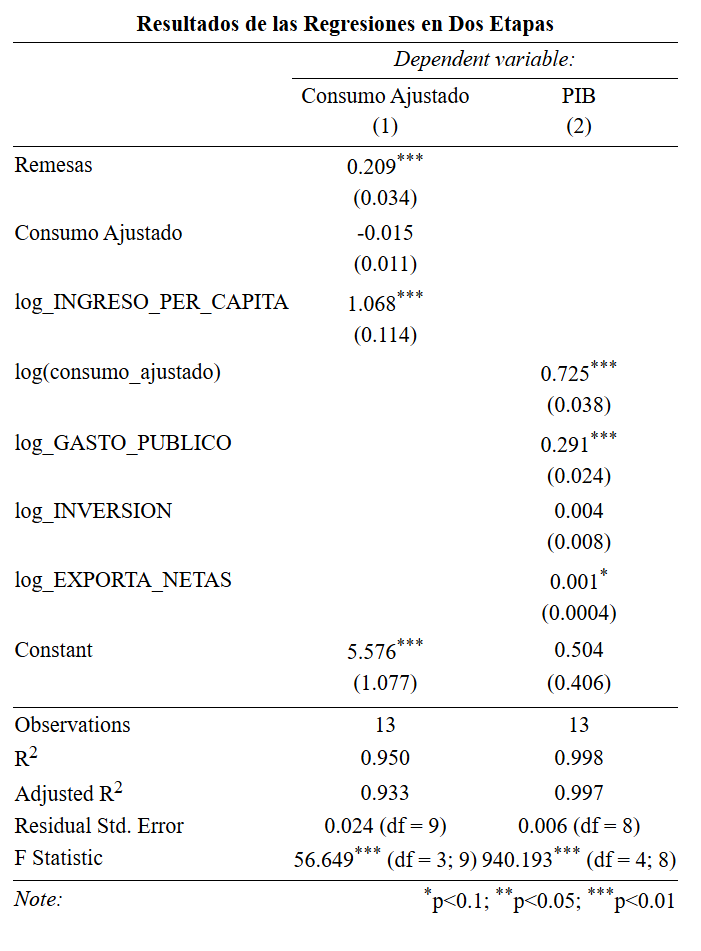 Resultados de las Regresiones en Dos Etapas
Dependent variable:
Consumo Ajustado PIB
(1) (2)
Remesas 0.209***
(0.034)
Consumo Ajustado -0.015
(0.011)
log_INGRESO_PER_CAPITA 1.068***
(0.114)
log(consumo_ajustado) 0.725***
(0.038)
log_GASTO_PUBLICO 0.291***
(0.024)
log_INVERSION 0.004
(0.008)
log_EXPORTA_NETAS 0.001*
(0.0004)
Constant 5.576*** 0.504
(1.077) (0.406)
Observations 13 13
R2 0.950 0.998
Adjusted R2 0.933 0.997
Residual Std. Error 0.024 (df = 9) 0.006 (df = 8)
F Statistic 56.649*** (df = 3; 9) 940.193*** (df = 4; 8)
Note: *p<0.1; **p<0.05; ***p<0.01